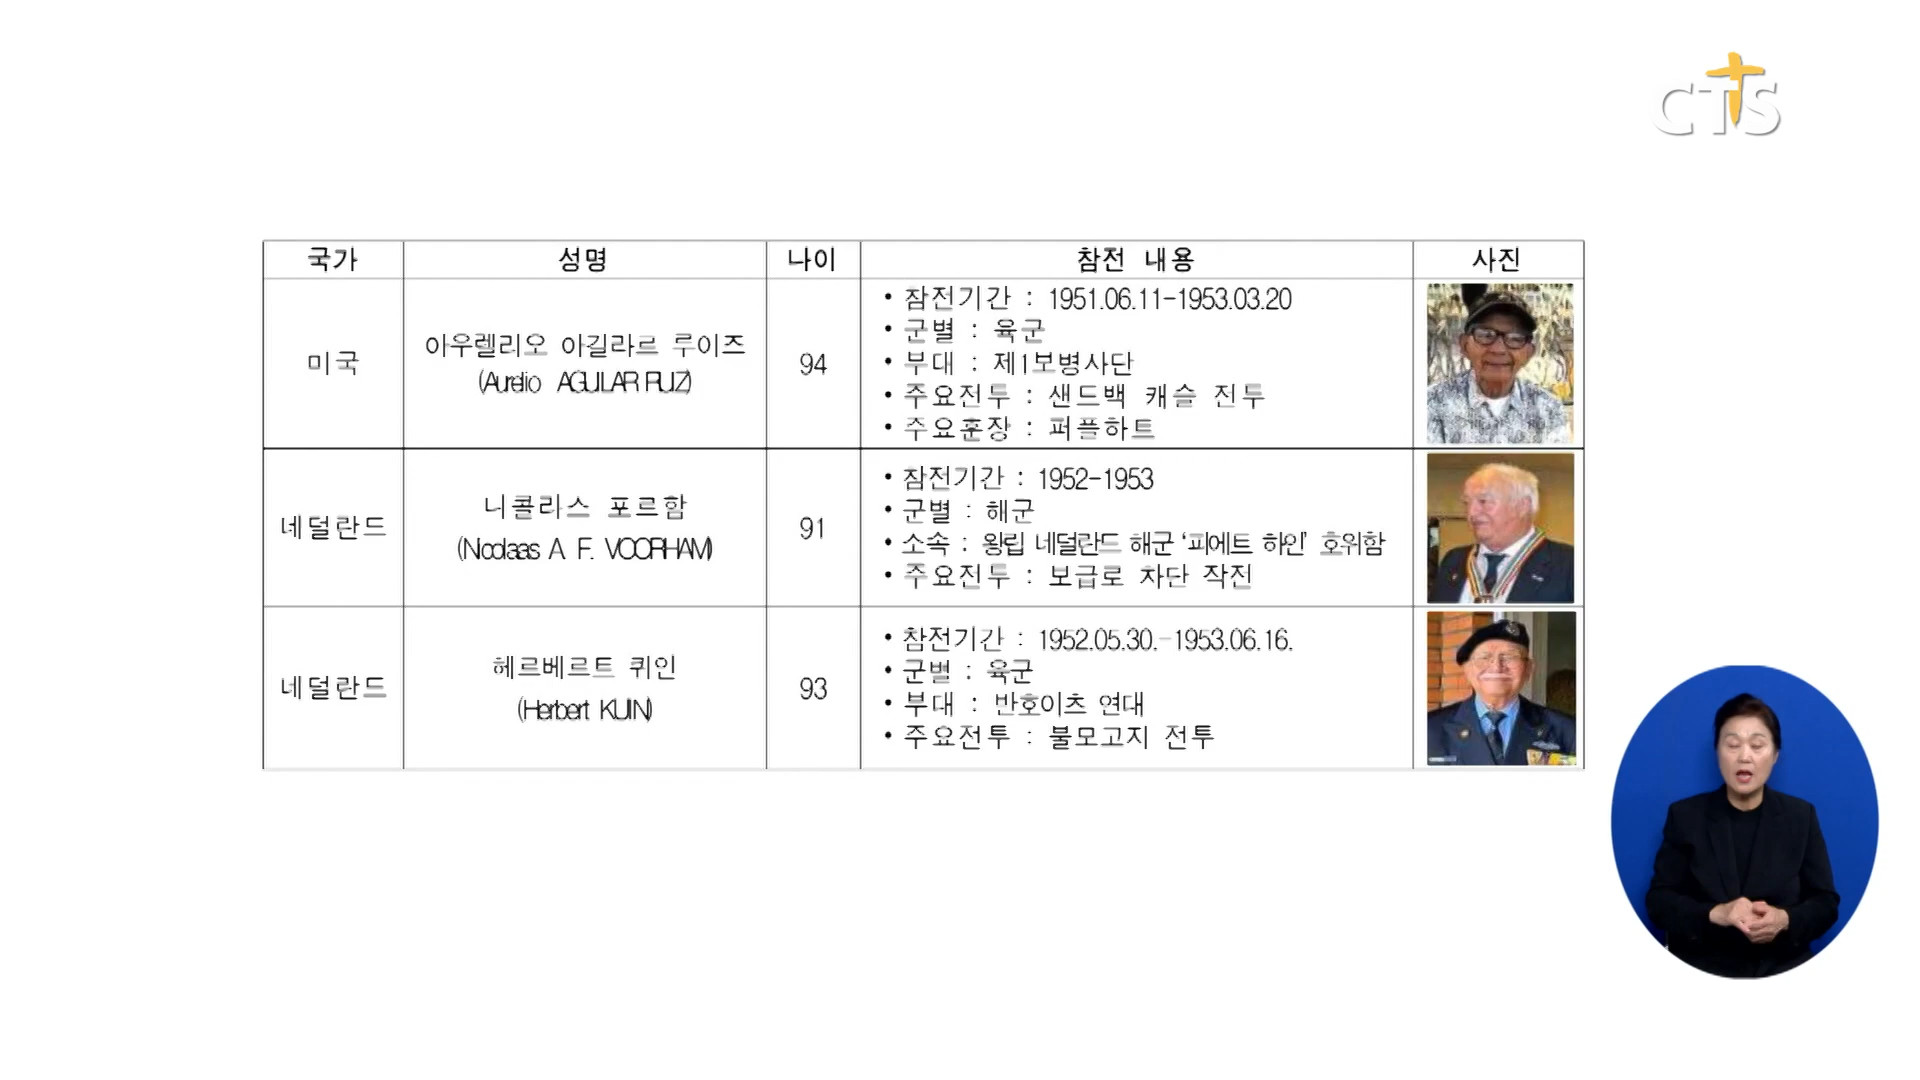 CTS
국가 성명 나이 참전 내용 사진
미국
아우렐리오 아길라르 루이즈
(Aurelio AGUILAR RUIZ)
94
• 참전기간 : 1951.06.11-1953.03.20
• 군별 : 육군
• 부대 : 제1보병사단
• 주요전투 : 샌드백 캐슬 전투
• 주요훈장 : 퍼플하트
네덜란드
니콜라스 포르함
(Nicolaas A. F. VOORHAM)
91
• 참전기간 : 1952-1953
• 군별 : 해군
• 소속 : 왕립 네덜란드 해군 ‘피에트 하인’ 호위함
• 주요전투 : 보급로 차단 작전
네덜란드
헤르베르트 퀴인
(Herbert KUIN)
93
• 참전기간 : 1952.05.30.-1953.06.16.
• 군별 : 육군
• 부대 : 반호이츠 연대
• 주요전투 : 불모고지 전투